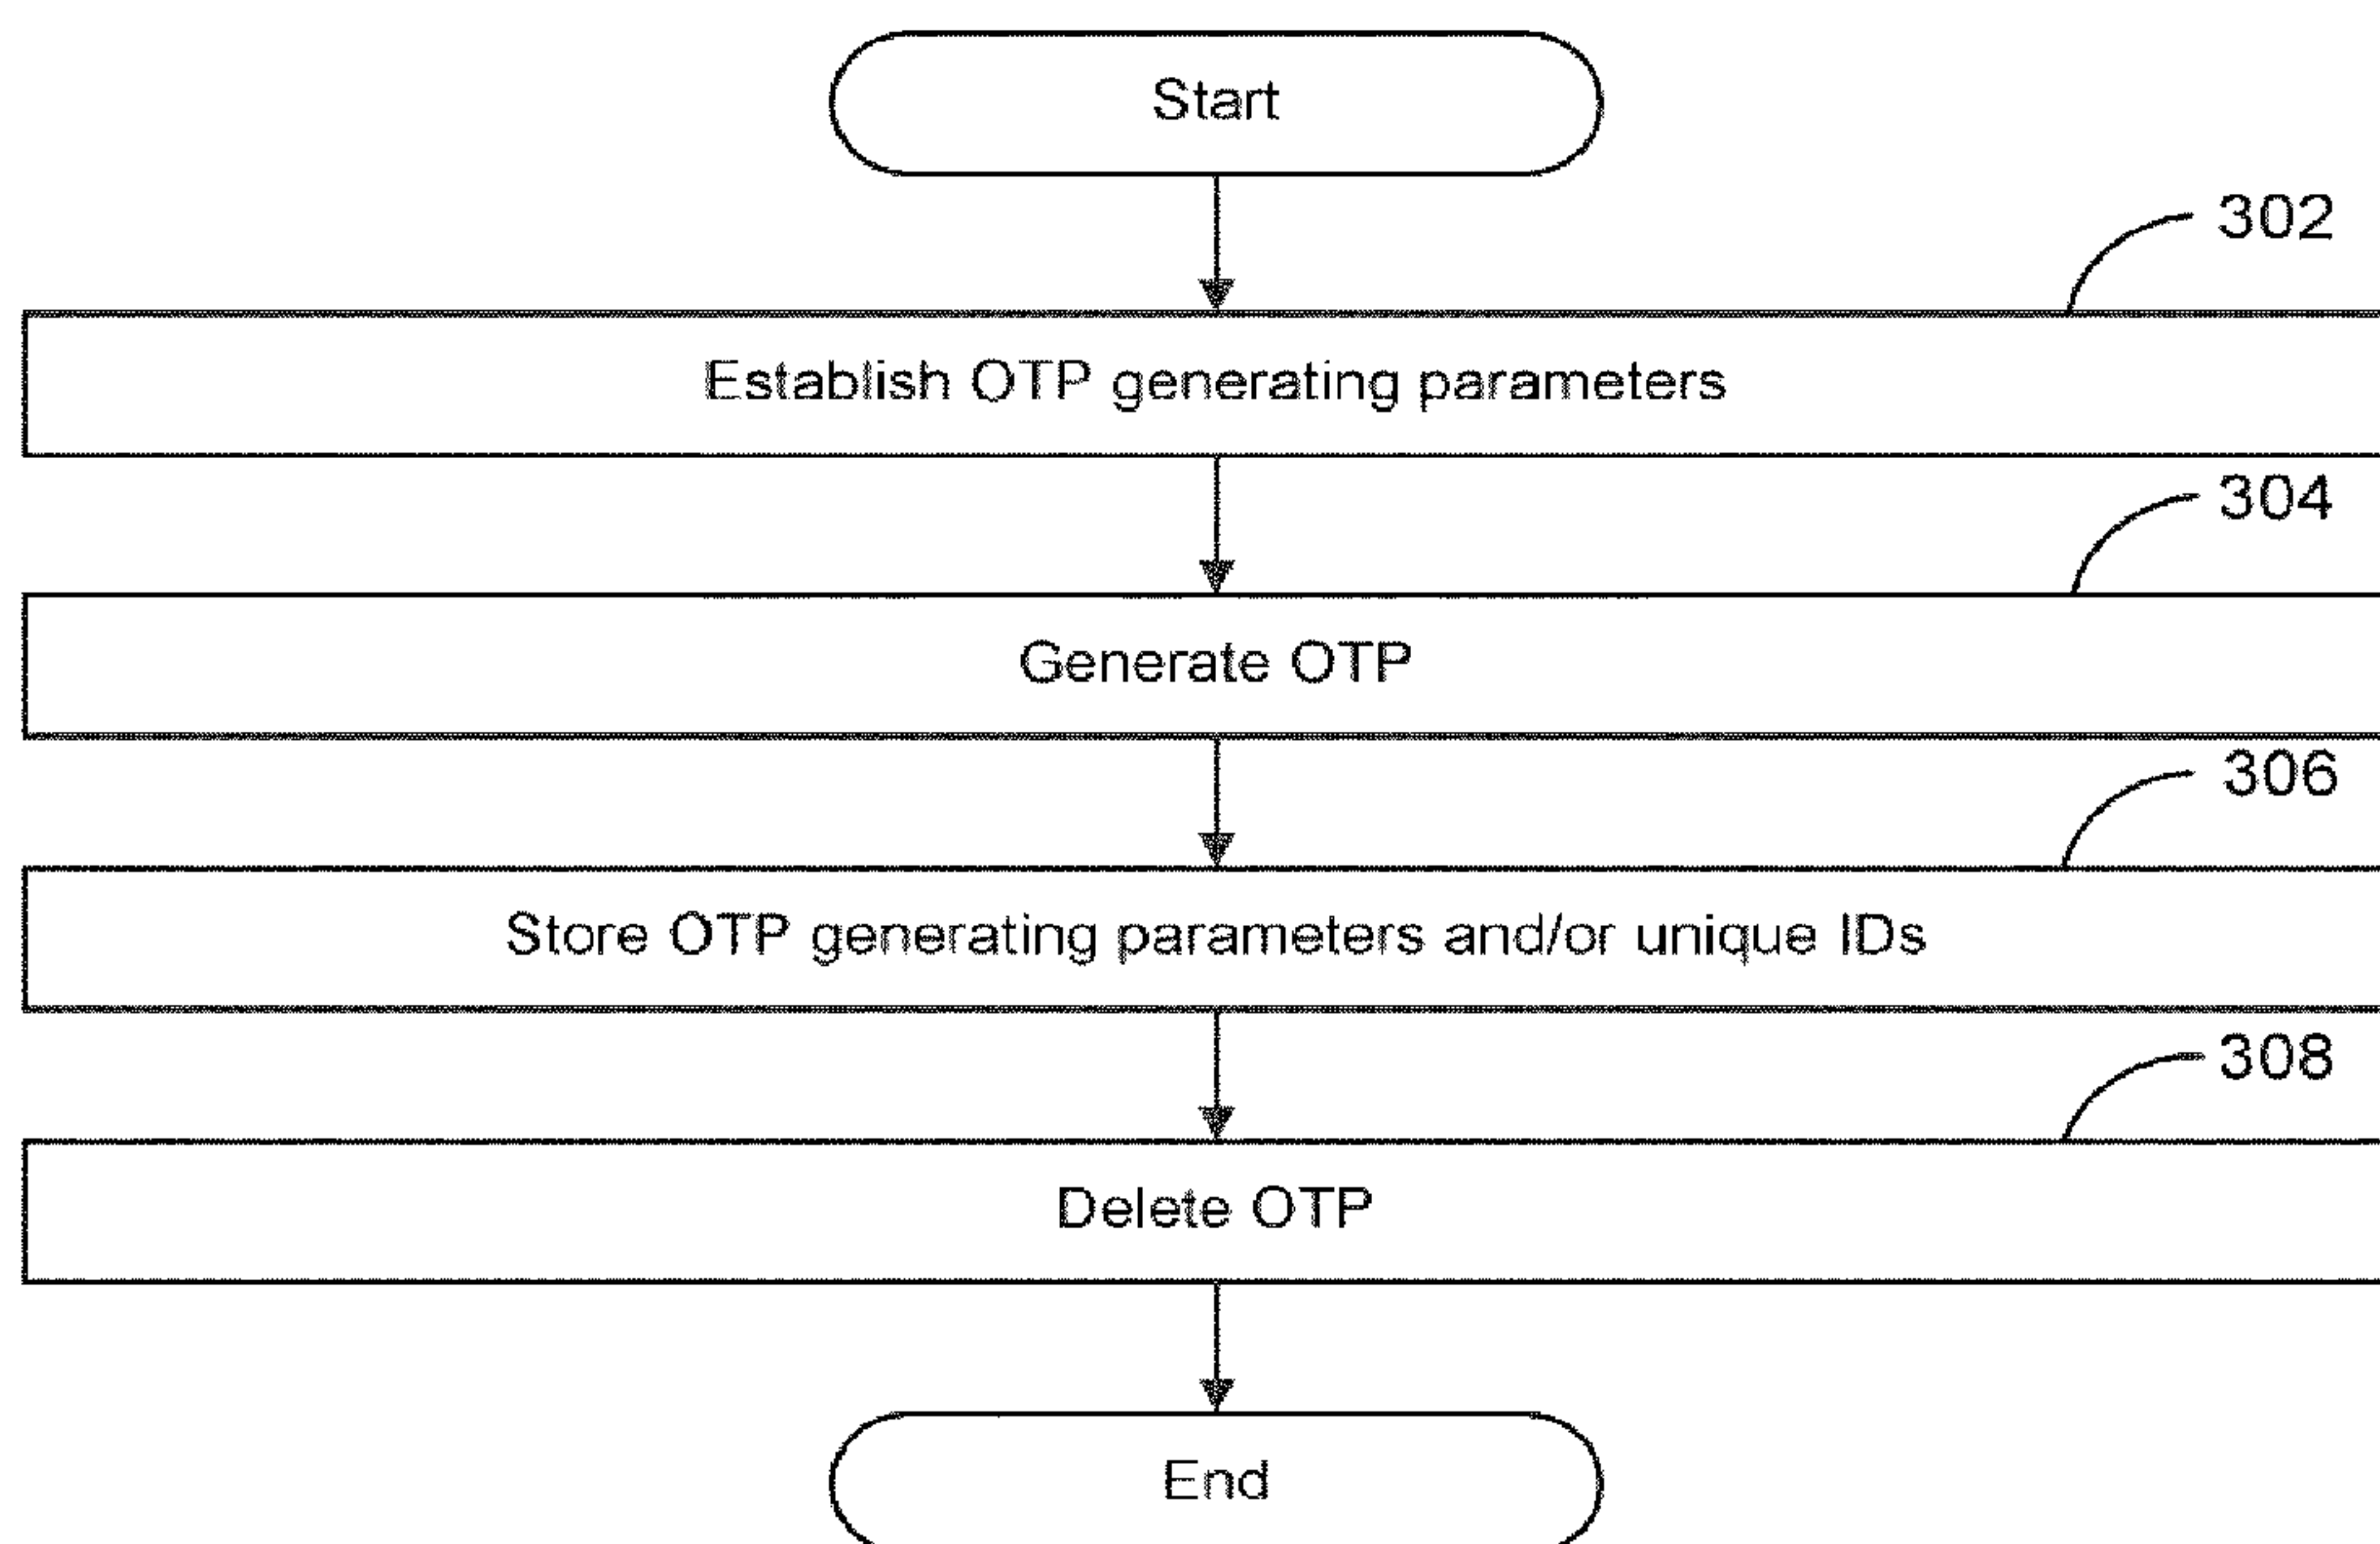 Start
302
Establish OTP generating parameters
304
Generate OTP
306
Store OTP generating parameters and/or unique IDs
308
Delete OTP
End